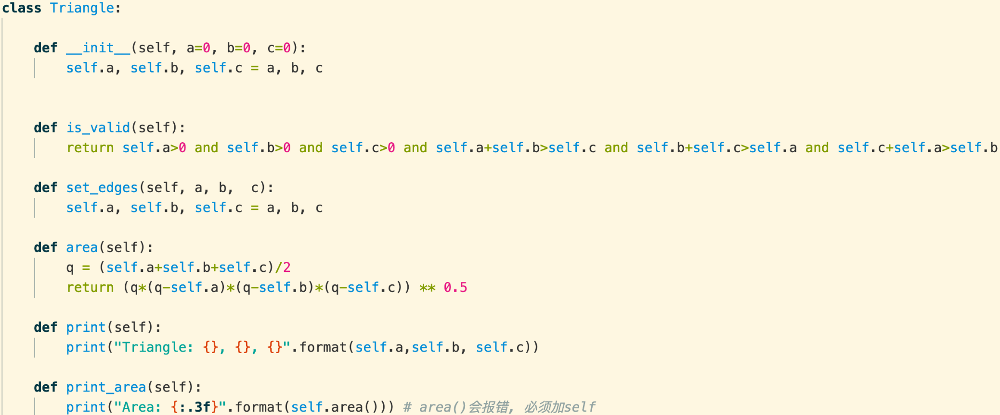 class Triangle:
def __init__(self, a=0, b=0, c=0):
self.a, self.b, self.c = a, b, c
def is_valid(self):
return self.a>0 and self.b>0 and self.c>0 and self.a+self.b>self.c and self.b+self.c>self.a and self.c+self.a>self.b
def set_edges(self, a, b,  c):
self.a, self.b, self.c = a, b, c
def area(self):
q = (self.a+self.b+self.c)/2
return (q*(q-self.a)*(q-self.b)*(q-self.c)) ** 0.5
def print(self):
print("Triangle: {}, {}, {}".format(self.a,self.b, self.c))
def print_area(self):
print("Area: {:.3f}".format(self.area())) # area()会报错, 必须加self